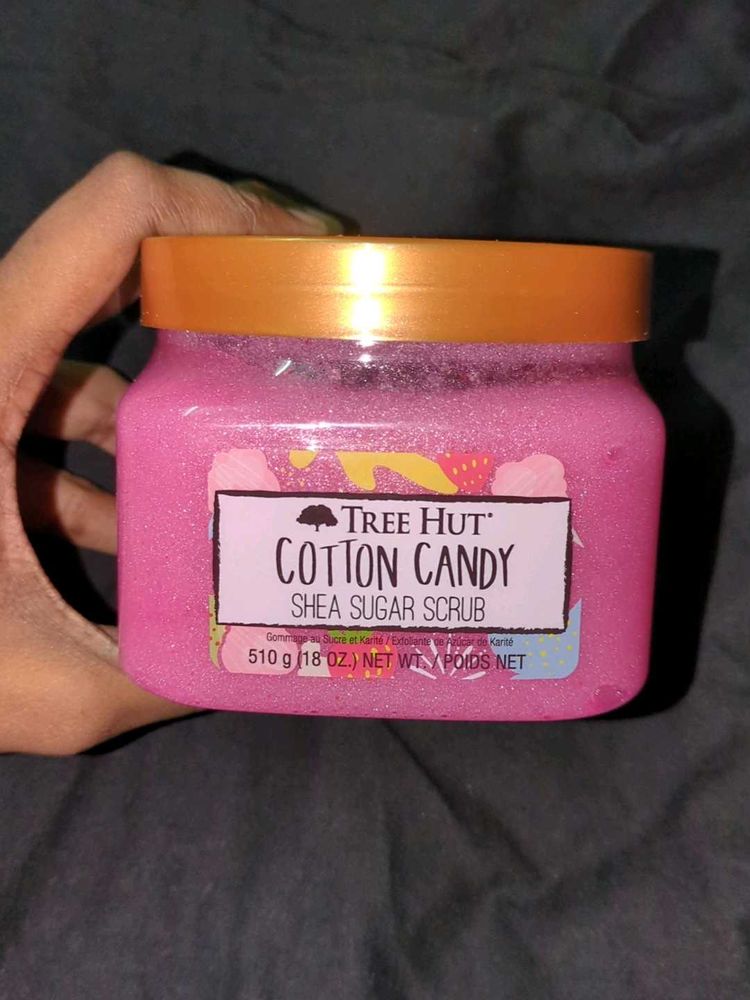 TREE HUT®
COTTON CANDY
SHEA SUGAR SCRUB
Gommage au Sucre et Karité / Exfoliante de Azúcar de Karité
510 g (18 OZ.) NET WT. / POIDS NET